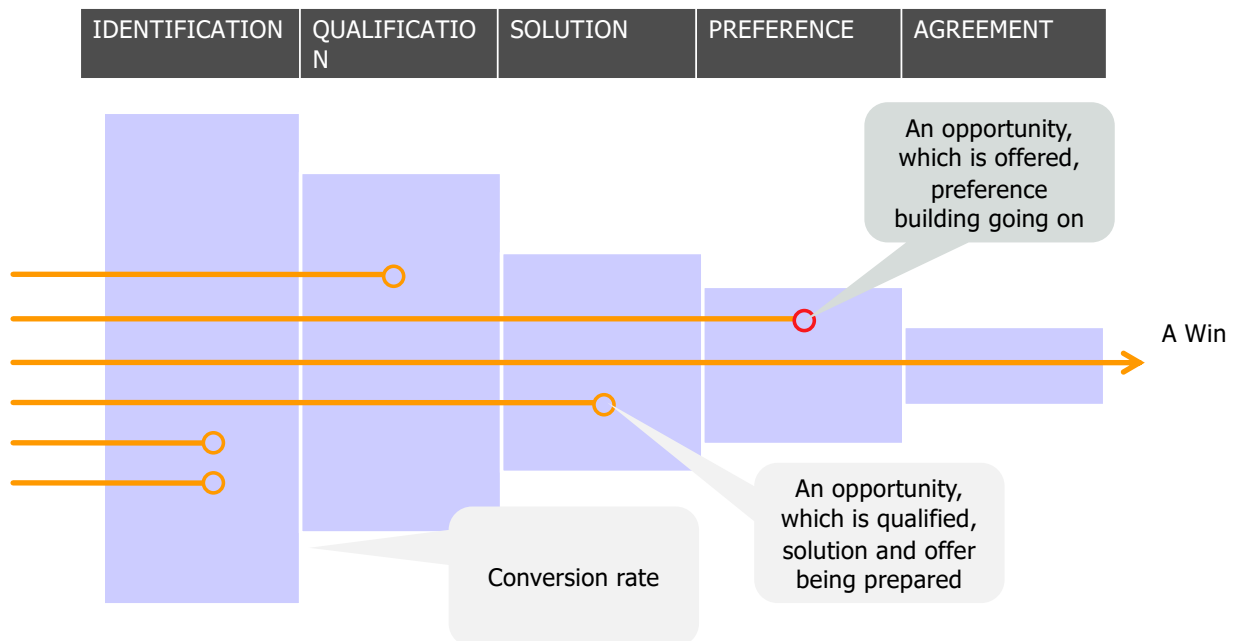 IDENTIFICATION
QUALIFICATIO
N
SOLUTION
PREFERENCE
AGREEMENT
An opportunity,
which is offered,
preference
building going on
A Win
An opportunity,
which is qualified,
solution and offer
being prepared
Conversion rate